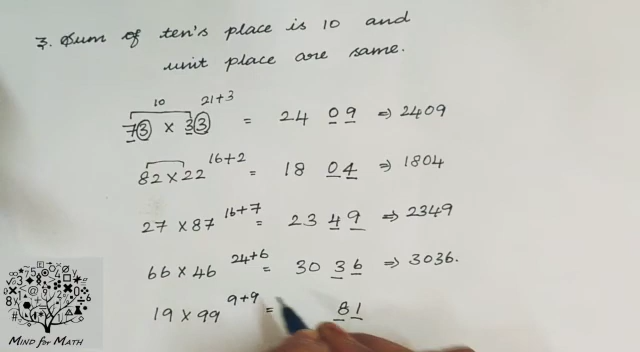 3. Sum of ten's place is 10 and
unit place are same.
10 21+3
73 × 33 = 24 09 ⇒ 2409
82×22 16+2 = 18 04 ⇒ 1804
27 × 87 16+7 = 23 49 ⇒ 2349
66 × 46 24+6 = 30 36 ⇒ 3036.
19 × 99 9+9 = 81
MIND for MATH